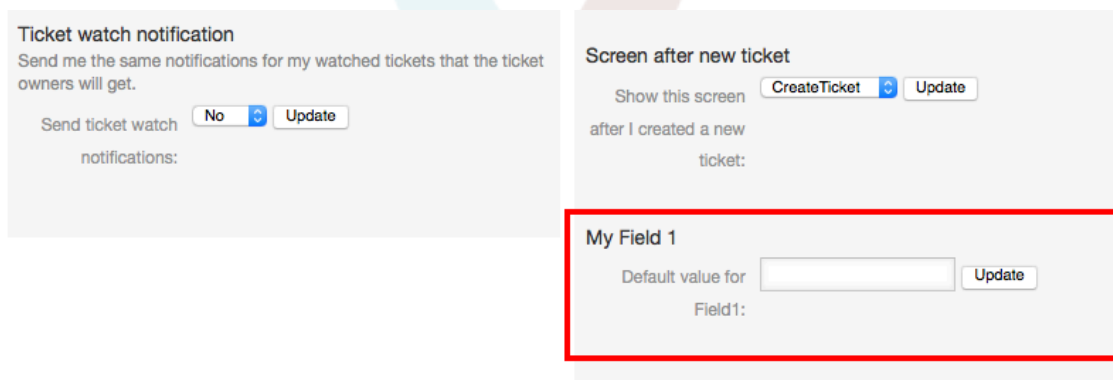 Ticket watch notification
Send me the same notifications for my watched tickets that the ticket
owners will get.
Send ticket watch
notifications:
No
Update
Screen after new ticket
Show this screen
after I created a new
ticket:
CreateTicket
Update
My Field 1
Default value for
Field1:
Update